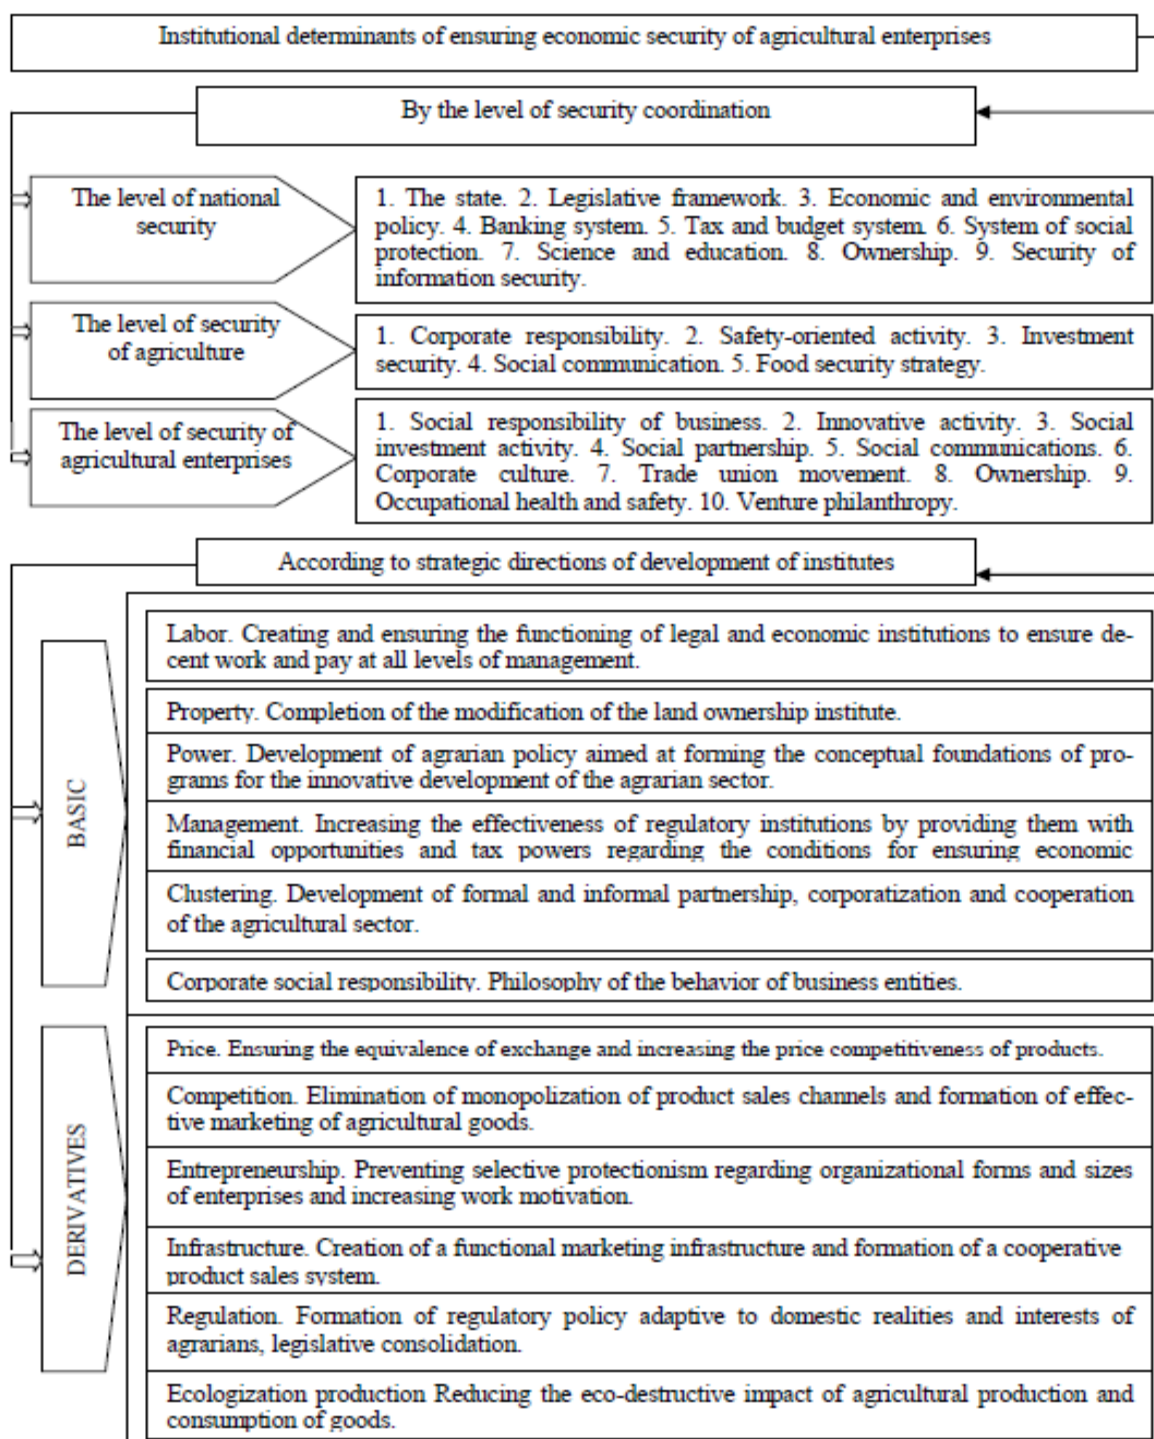 Institutional determinants of ensuring economic security of agricultural enterprises
By the level of security coordination
The level of national
security
1. The state. 2. Legislative framework. 3. Economic and environmental
policy. 4. Banking system. 5. Tax and budget system. 6. System of social
protection. 7. Science and education. 8. Ownership. 9. Security of
information security.
The level of security
of agriculture
1. Corporate responsibility. 2. Safety-oriented activity. 3. Investment
security. 4. Social communication. 5. Food security strategy.
The level of security of
agricultural enterprises
1. Social responsibility of business. 2. Innovative activity. 3. Social
investment activity. 4. Social partnership. 5. Social communications. 6.
Corporate culture. 7. Trade union movement. 8. Ownership. 9.
Occupational health and safety. 10. Venture philanthropy.
According to strategic directions of development of institutes
BASIC
Labor. Creating and ensuring the functioning of legal and economic institutions to ensure de-
cent work and pay at all levels of management.
Property. Completion of the modification of the land ownership institute.
Power. Development of agrarian policy aimed at forming the conceptual foundations of pro-
grams for the innovative development of the agrarian sector.
Management. Increasing the effectiveness of regulatory institutions by providing them with
financial opportunities and tax powers regarding the conditions for ensuring economic
Clustering. Development of formal and informal partnership, corporatization and cooperation
of the agricultural sector.
Corporate social responsibility. Philosophy of the behavior of business entities.
DERIVATIVES
Price. Ensuring the equivalence of exchange and increasing the price competitiveness of products.
Competition. Elimination of monopolization of product sales channels and formation of effec-
tive marketing of agricultural goods.
Entrepreneurship. Preventing selective protectionism regarding organizational forms and sizes
of enterprises and increasing work motivation.
Infrastructure. Creation of a functional marketing infrastructure and formation of a cooperative
product sales system.
Regulation. Formation of regulatory policy adaptive to domestic realities and interests of
agrarians, legislative consolidation.
Ecologization production Reducing the eco-destructive impact of agricultural production and
consumption of goods.